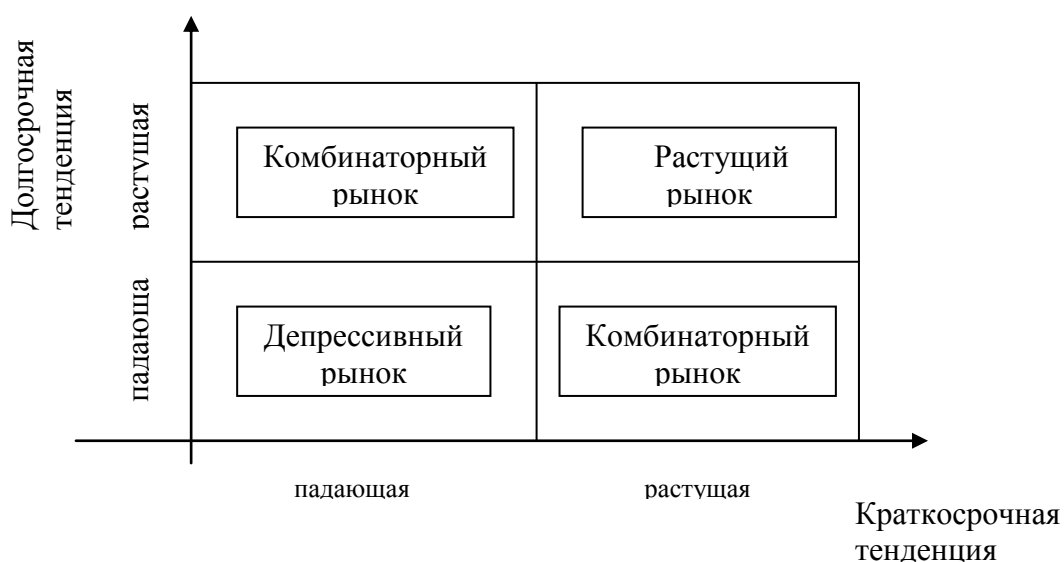 Долгосрочная
тенденция
растущая
падающа
Комбинаторный
рынок
Растущий
рынок
Депрессивный
рынок
Комбинаторный
рынок
падающая
растущая
Краткосрочная
тенденция